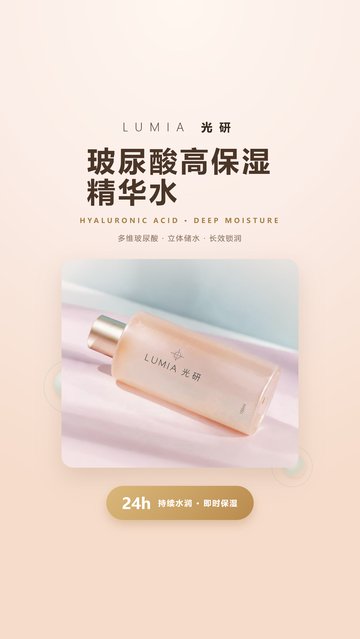 LUMIA 光研
玻尿酸高保湿
精华水
HYALURONIC ACID • DEEP MOISTURE
多维玻尿酸 · 立体储水 · 长效锁润
LUMIA 光研
24h 持续水润 • 即时保湿